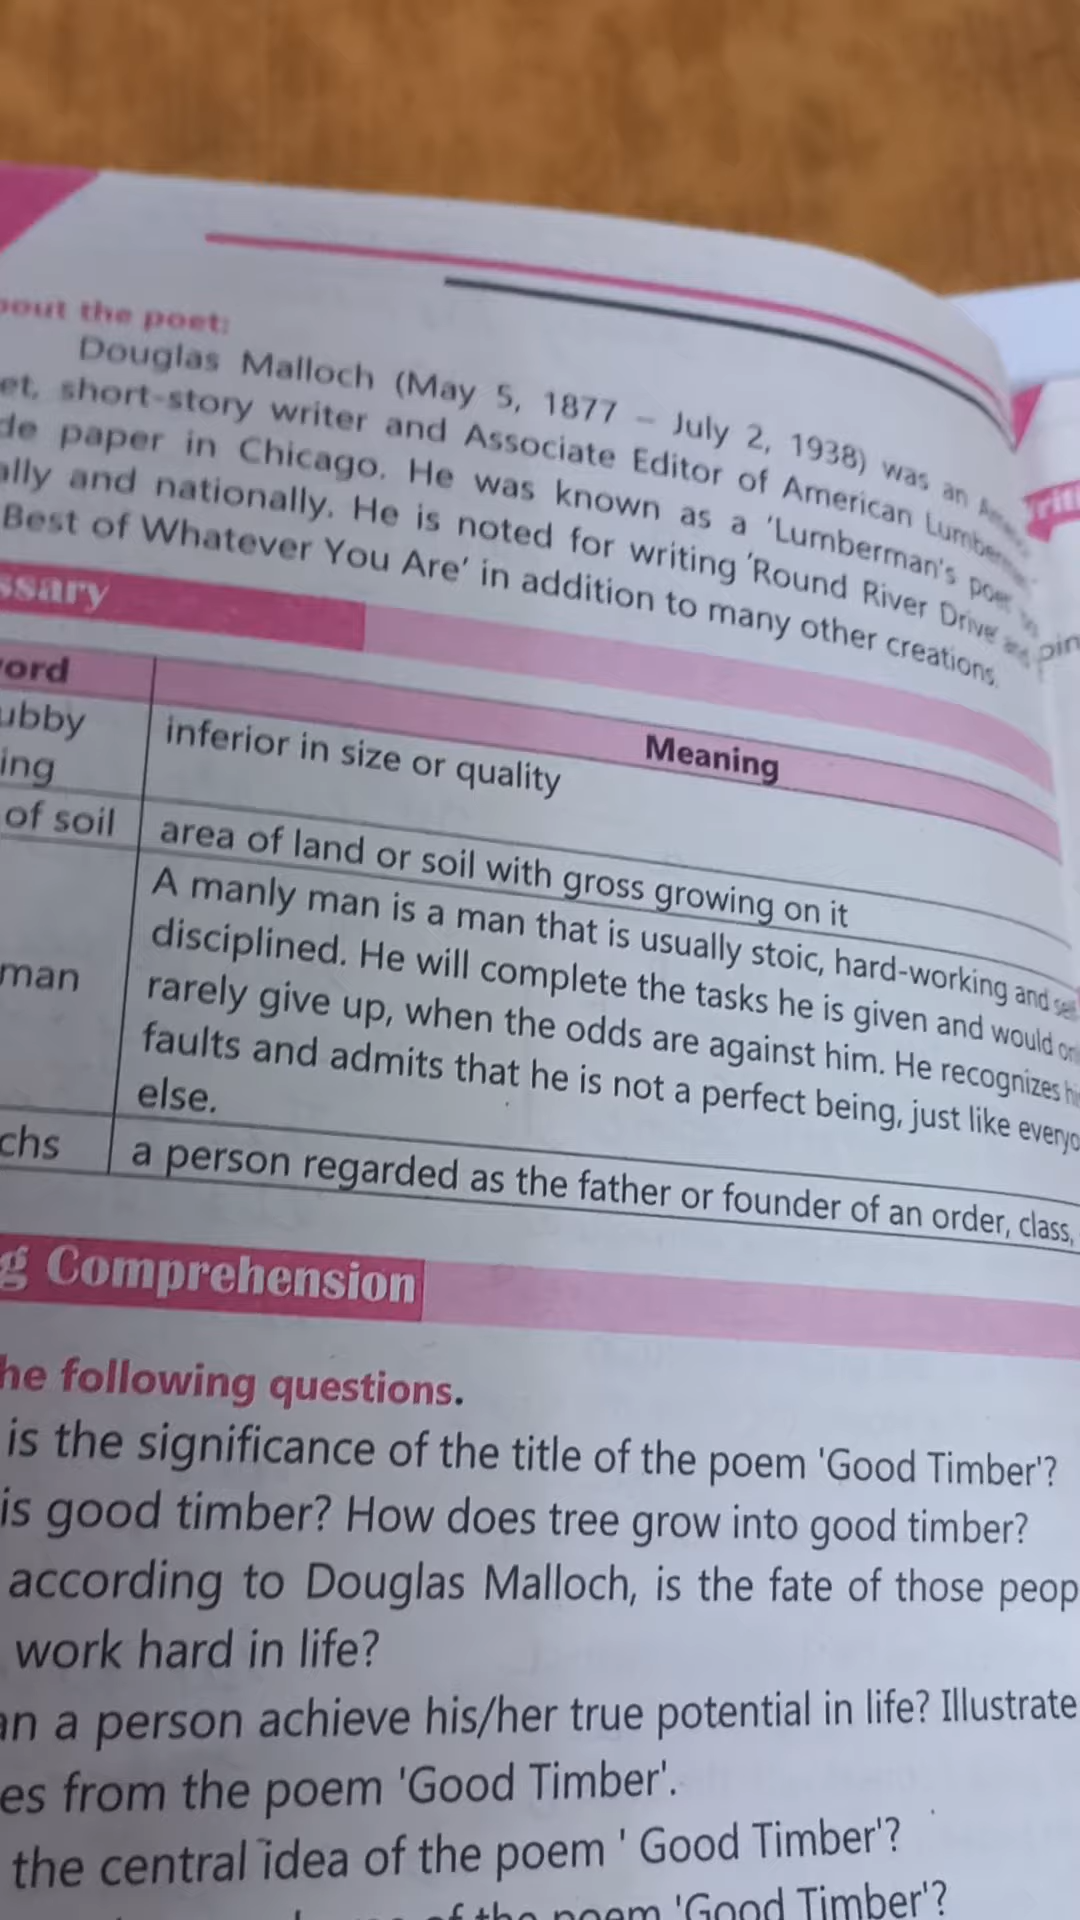 bout the poet:
Douglas Malloch (May 5, 1877 – July 2, 1938) was an
et, short-story writer and Associate Editor of American
de paper in Chicago. He was known as a 'Lumberman's poet
ally and nationally. He is noted for writing 'Round River Drive' and
Best of Whatever You Are' in addition to many other creations.
ssary
ord Meaning
ubby inferior in size or quality
ing
of soil area of land or soil with gross growing on it
A manly man is a man that is usually stoic, hard-working and
disciplined. He will complete the tasks he is given and would
man rarely give up, when the odds are against him. He recognizes
faults and admits that he is not a perfect being, just like everyo
else.
chs a person regarded as the father or founder of an order, class,
g Comprehension
he following questions.
is the significance of the title of the poem 'Good Timber'?
is good timber? How does tree grow into good timber?
according to Douglas Malloch, is the fate of those peop
work hard in life?
an a person achieve his/her true potential in life? Illustrate
es from the poem 'Good Timber'.
the central idea of the poem ' Good Timber'?
of the poem 'Good Timber'?